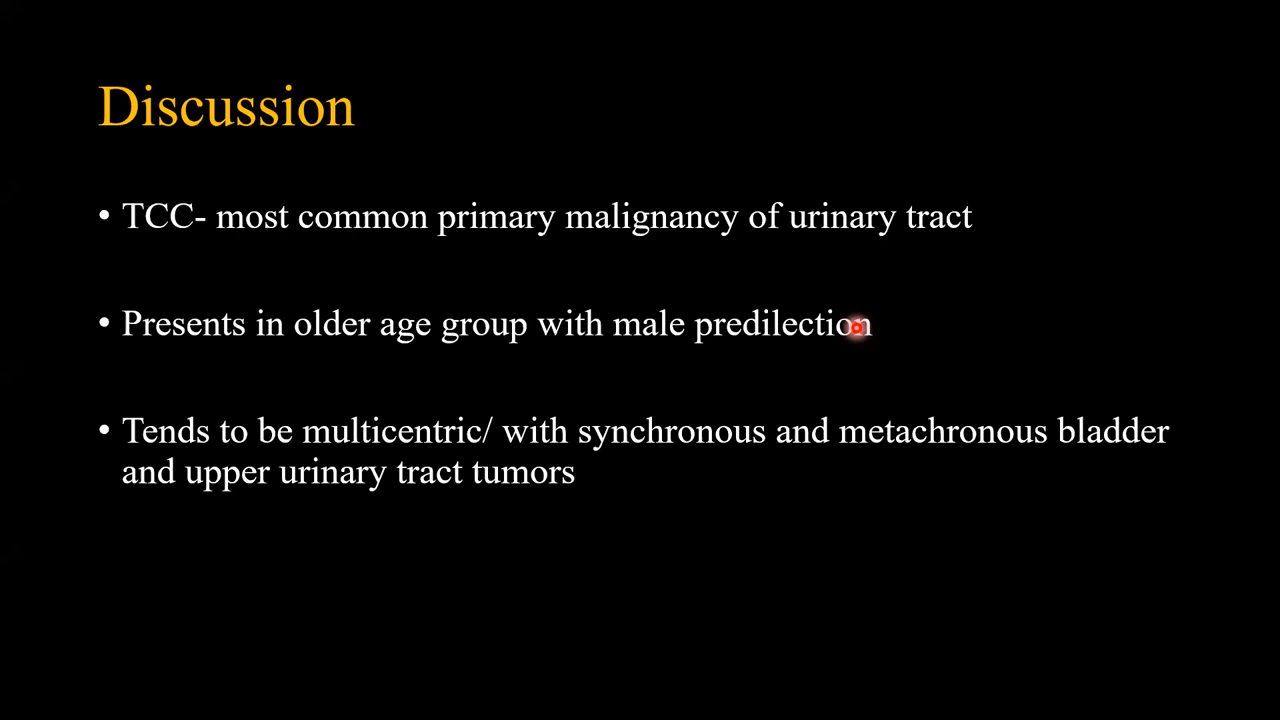 Discussion
• TCC- most common primary malignancy of urinary tract
• Presents in older age group with male predilection
• Tends to be multicentric/ with synchronous and metachronous bladder
and upper urinary tract tumors